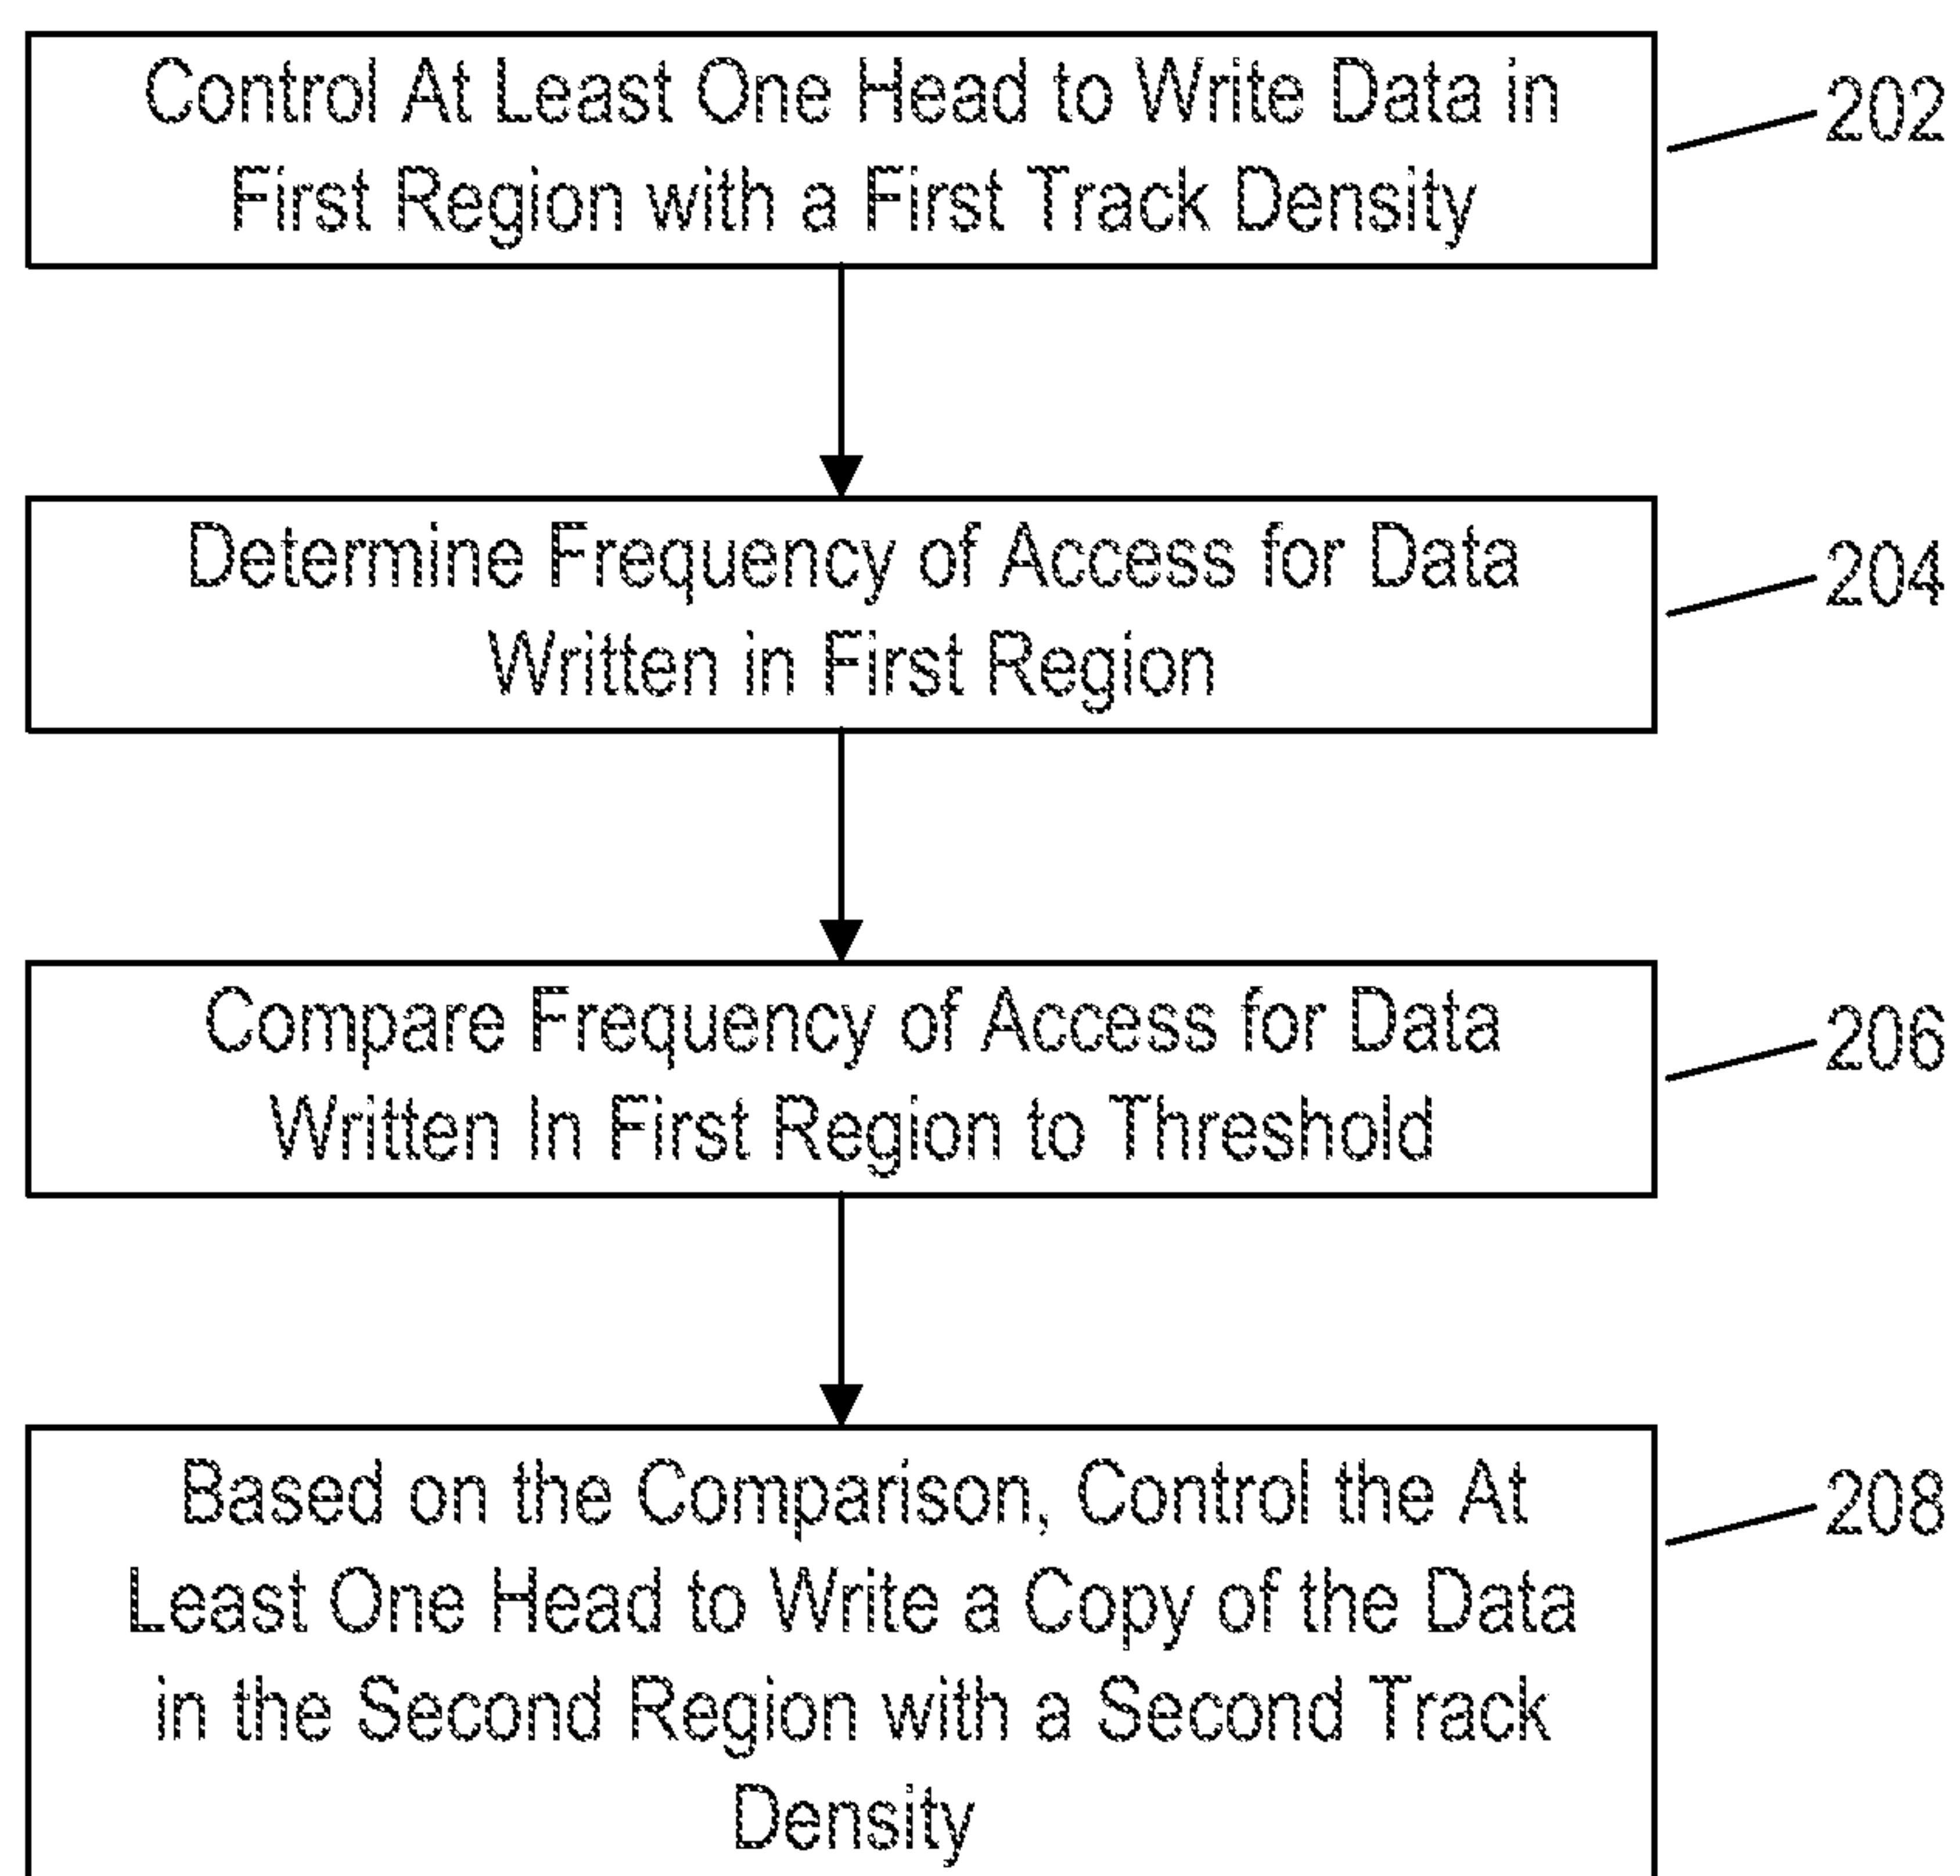 Control At Least One Head to Write Data in
First Region with a First Track Density
202
Determine Frequency of Access for Data
Written in First Region
204
Compare Frequency of Access for Data
Written In First Region to Threshold
206
Based on the Comparison, Control the At
Least One Head to Write a Copy of the Data
in the Second Region with a Second Track
Density
208